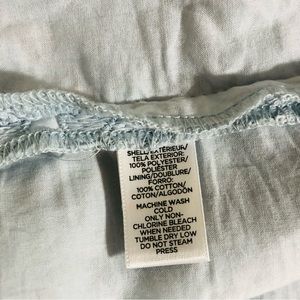 SHELL/EXTÉRIEUR/
TELA EXTERIOR:
100% POLYESTER/
POLIÉSTER
LINING/DOUBLURE/
FORRO:
100% COTTON/
COTON/ALGODÓN
MACHINE WASH
COLD
ONLY NON-
CHLORINE BLEACH
WHEN NEEDED
TUMBLE DRY LOW
DO NOT STEAM
PRESS